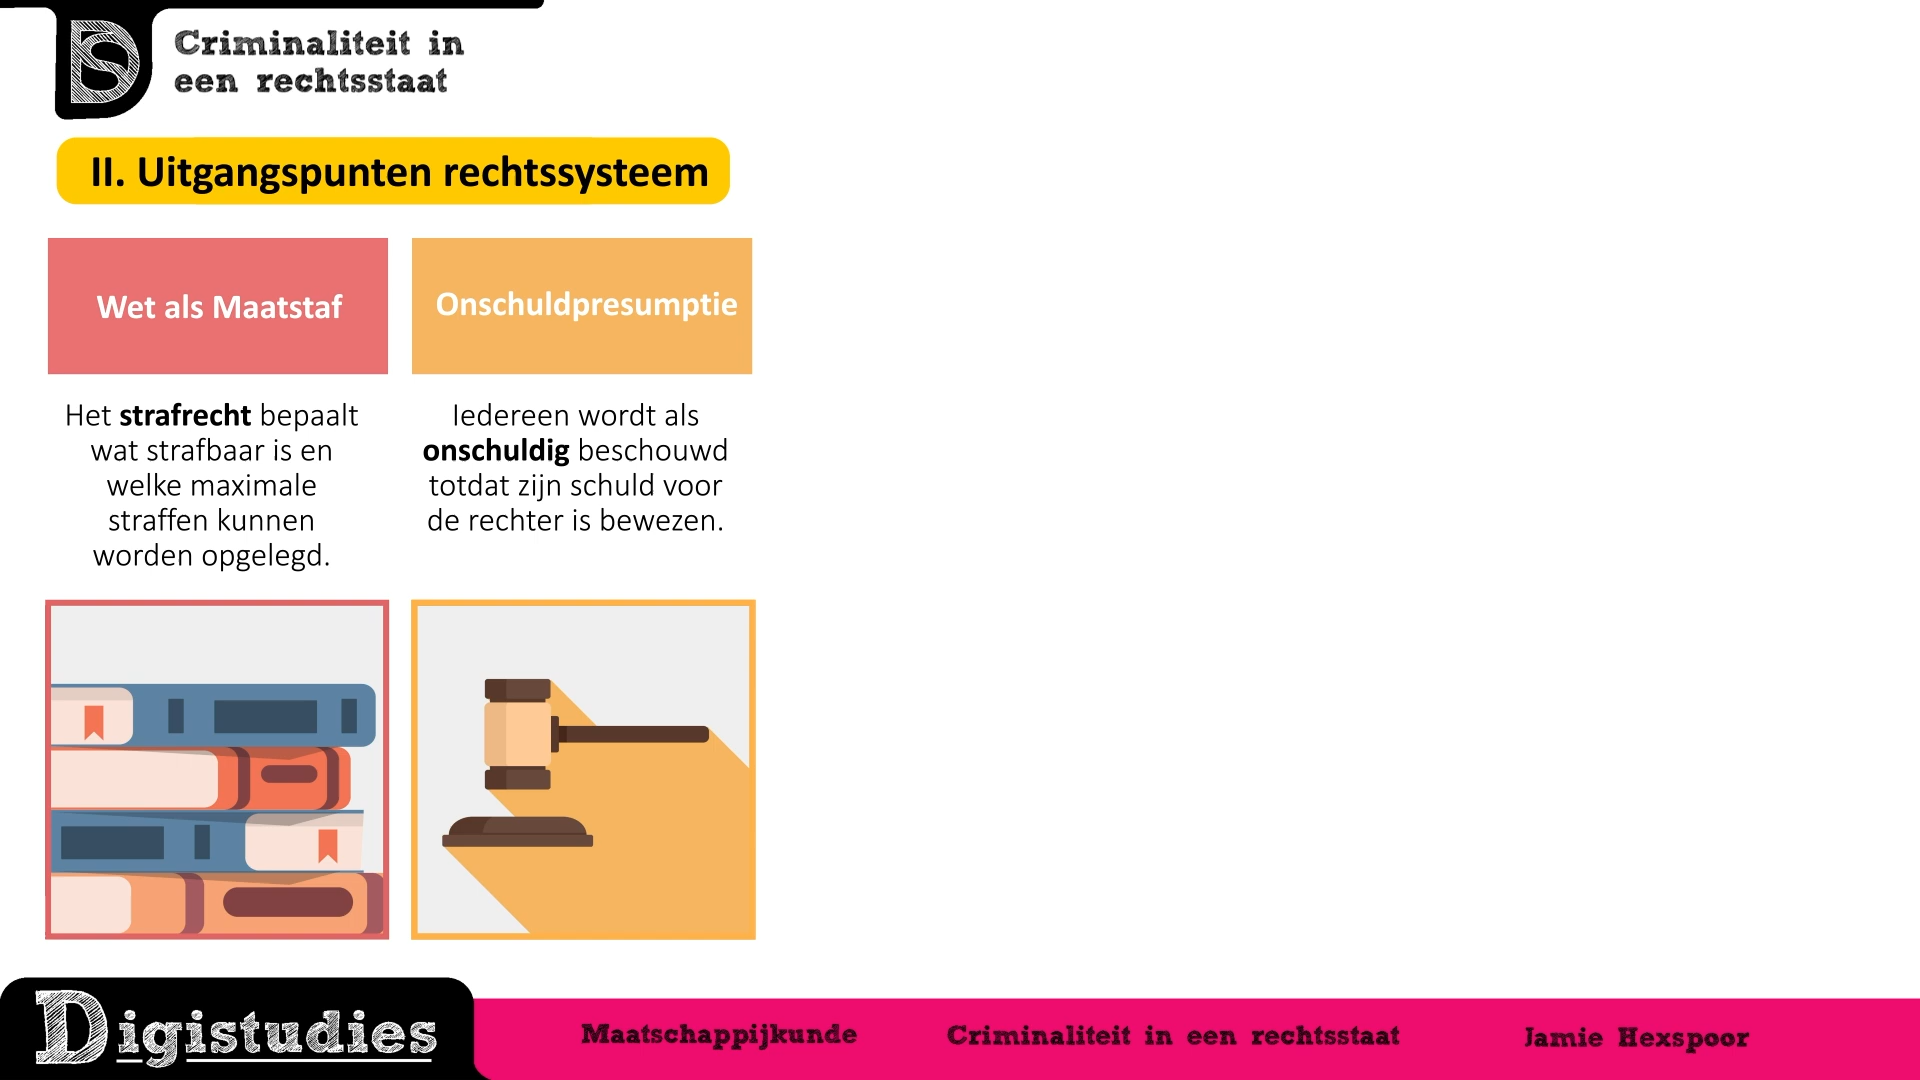 DS
Criminaliteit in
een rechtsstaat
II. Uitgangspunten rechtssysteem
Wet als Maatstaf
Het strafrecht bepaalt
wat strafbaar is en
welke maximale
straffen kunnen
worden opgelegd.
Onschuldpresumptie
Iedereen wordt als
onschuldig beschouwd
totdat zijn schuld voor
de rechter is bewezen.
Digistudies
Maatschappijkunde
Criminaliteit in een rechtsstaat
Jamie Hexspoor